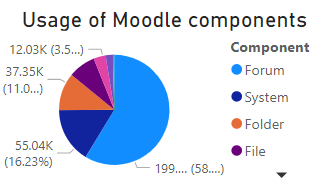 Usage of Moodle components
12.03K (3.5...)
37.35K
(11.0...)
55.04K
(16.23%)
199.... (58....)
Component
Forum
System
Folder
File